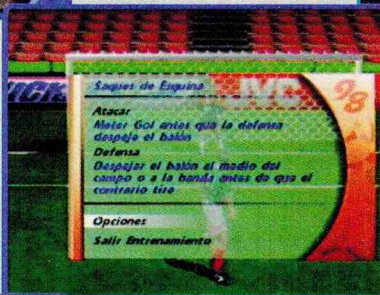 Saques de Esquina
Atacar
Meter Gol antes que la defensa
despeje el balón
Defensa
Despejar el balón al medio del
campo o a la banda antes de que el
contrario tire
Opciones
Salir Entrenamiento
JVC
98